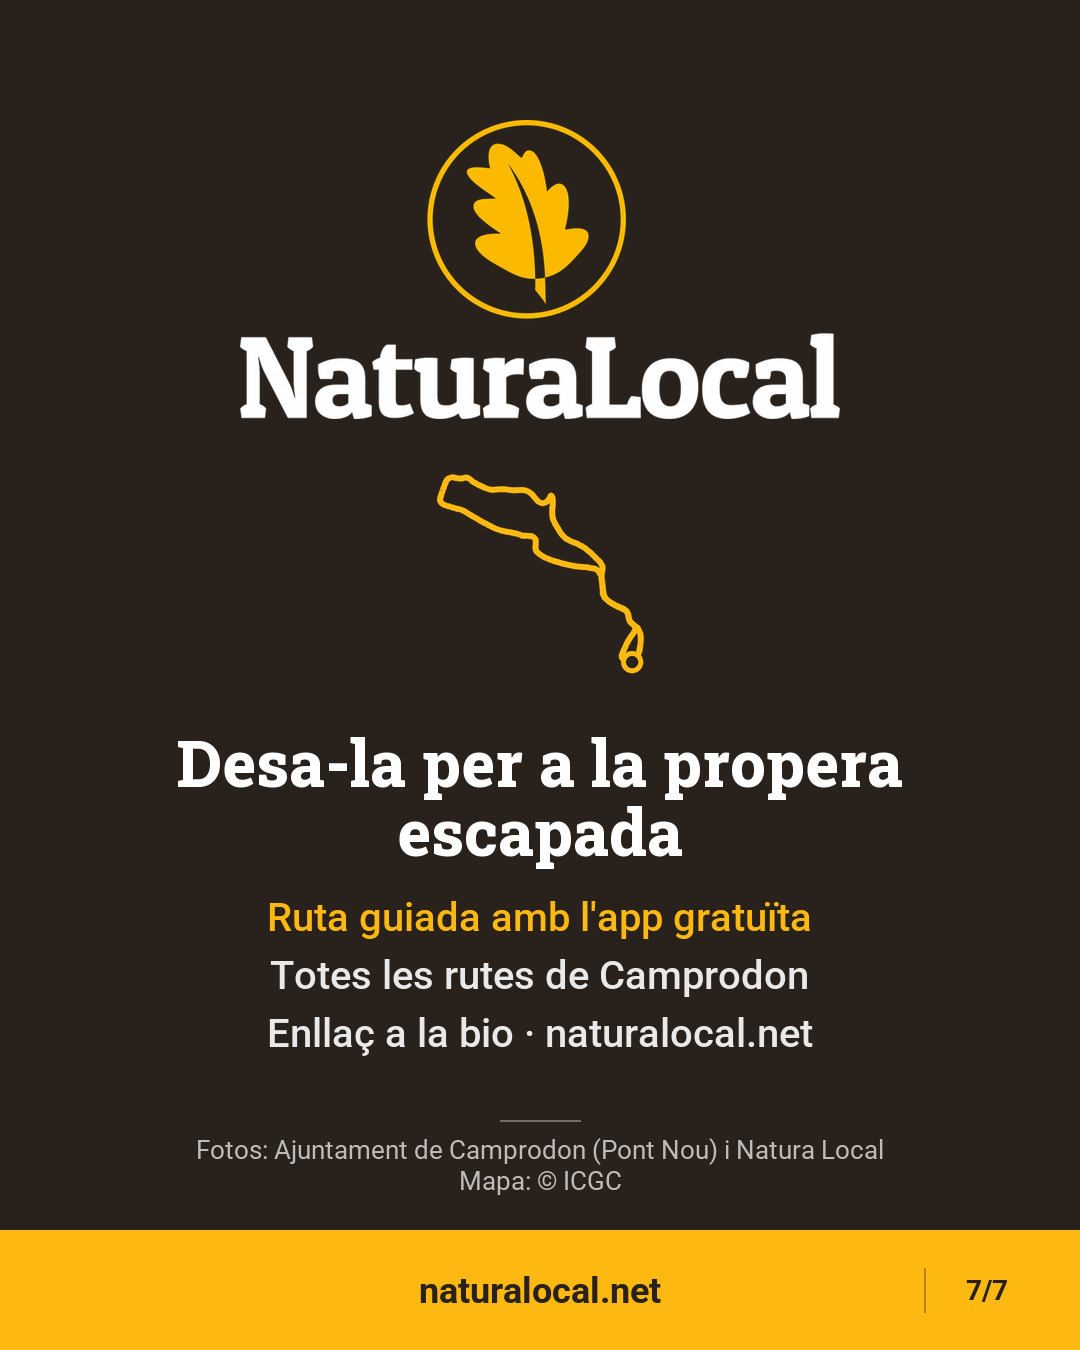 NaturaLocal
Desa-la per a la propera
escapada
Ruta guiada amb l'app gratuïta
Totes les rutes de Camprodon
Enllaç a la bio · naturalocal.net
Fotos: Ajuntament de Camprodon (Pont Nou) i Natura Local
Mapa: © ICGC
naturalocal.net
7/7